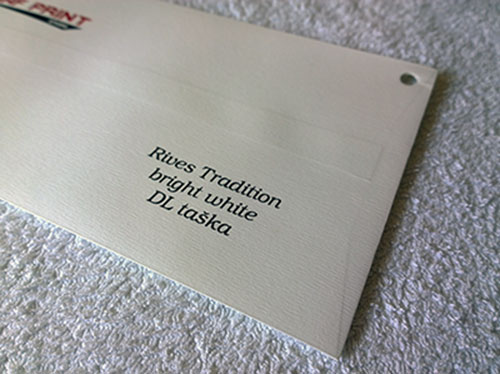 PRINT
Rives Tradition
bright white
DL taška